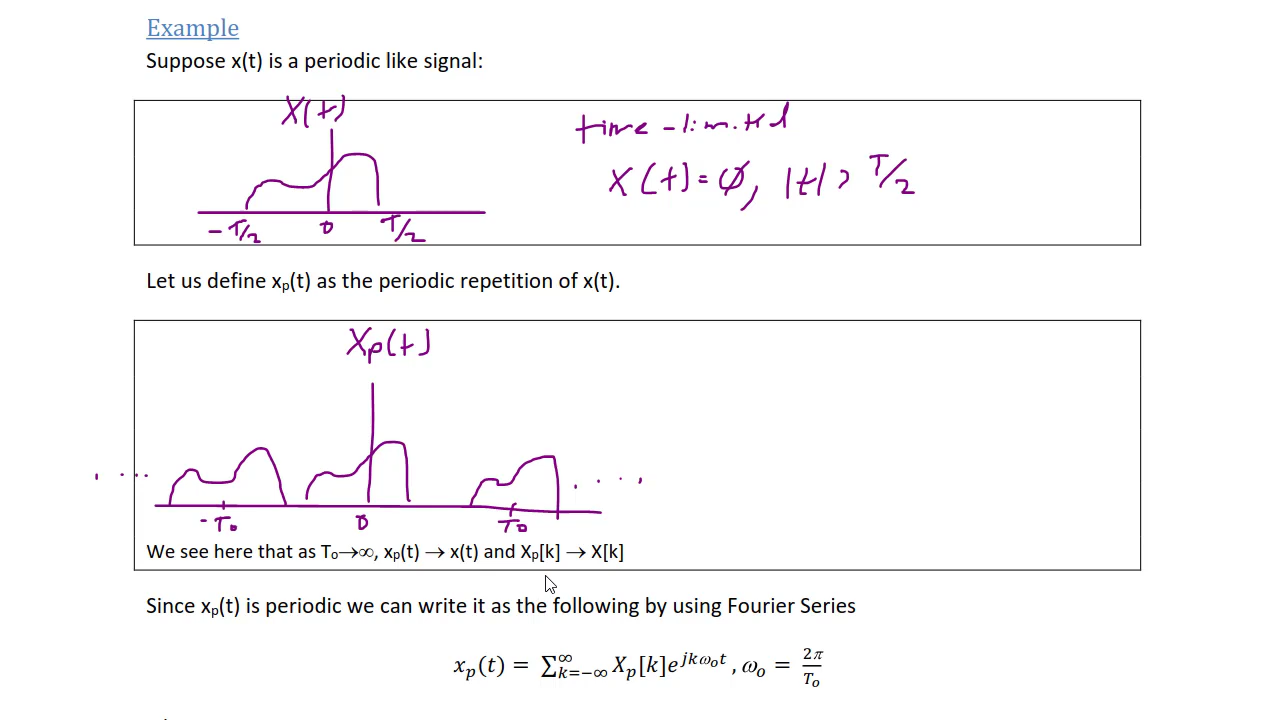 Example
Suppose x(t) is a periodic like signal:
X(t)
time-limited
X(t)=∅, |t| > T/2
-T/2 0 T/2
Let us define xₚ(t) as the periodic repetition of x(t).
Xₚ(t)
. ... . . . .
-T₀ 0 T₀
We see here that as T₀→∞, xₚ(t) → x(t) and Xₚ[k] → X[k]
Since xₚ(t) is periodic we can write it as the following by using Fourier Series
xₚ(t) = ∑_{k=-∞}^{∞} Xₚ[k]e^{jkω₀t}, ω₀ = 2π/T₀